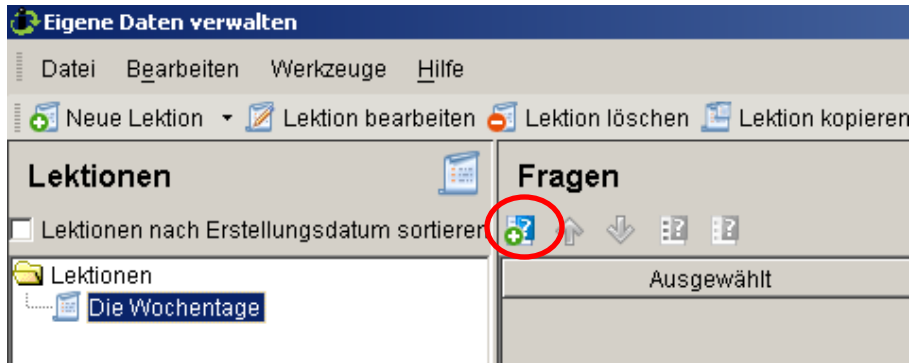 Eigene Daten verwalten
Datei Bearbeiten Werkzeuge Hilfe
Neue Lektion Lektion bearbeiten Lektion löschen Lektion kopieren
Lektionen
Fragen
Lektionen nach Erstellungsdatum sortieren
Ausgewählt
Lektionen
Die Wochentage